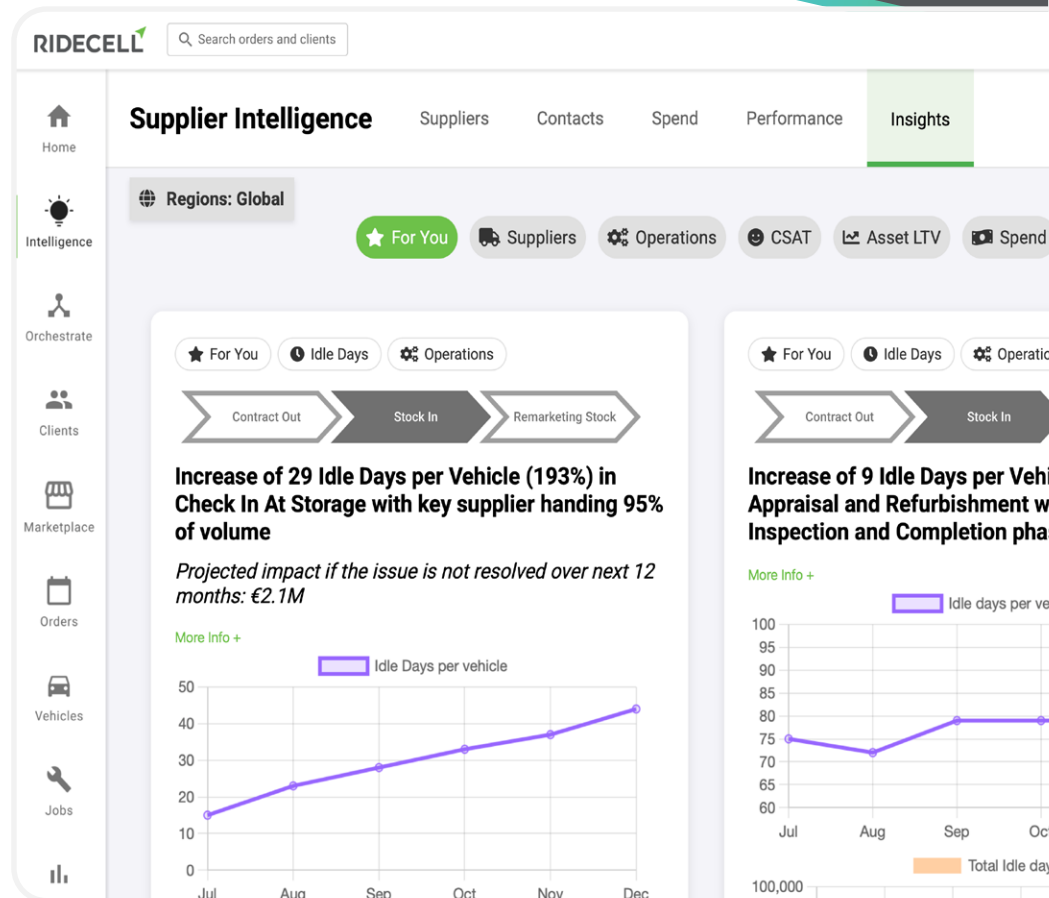 RIDECELL
Search orders and clients
Home
Intelligence
Orchestrate
Clients
Marketplace
Orders
Vehicles
Jobs
Supplier Intelligence
Suppliers
Contacts
Spend
Performance
Insights
Regions: Global
For You
Suppliers
Operations
CSAT
Asset LTV
Spend
For You
Idle Days
Operations
Contract Out
Stock In
Remarketing Stock
Increase of 29 Idle Days per Vehicle (193%) in
Check In At Storage with key supplier handing 95%
of volume
Projected impact if the issue is not resolved over next 12
months: €2.1M
More Info +
Idle Days per vehicle
50
40
30
20
10
0
Jul
Aug
Sep
Oct
Nov
Dec
For You
Idle Days
Contract Out
Stock In
Increase of 9 Idle Days per
Appraisal and Refurbishment
Inspection and Completion
More Info +
Idle days per
100
95
90
85
80
75
70
65
60
Jul
Aug
Sep
Total Idle
100,000